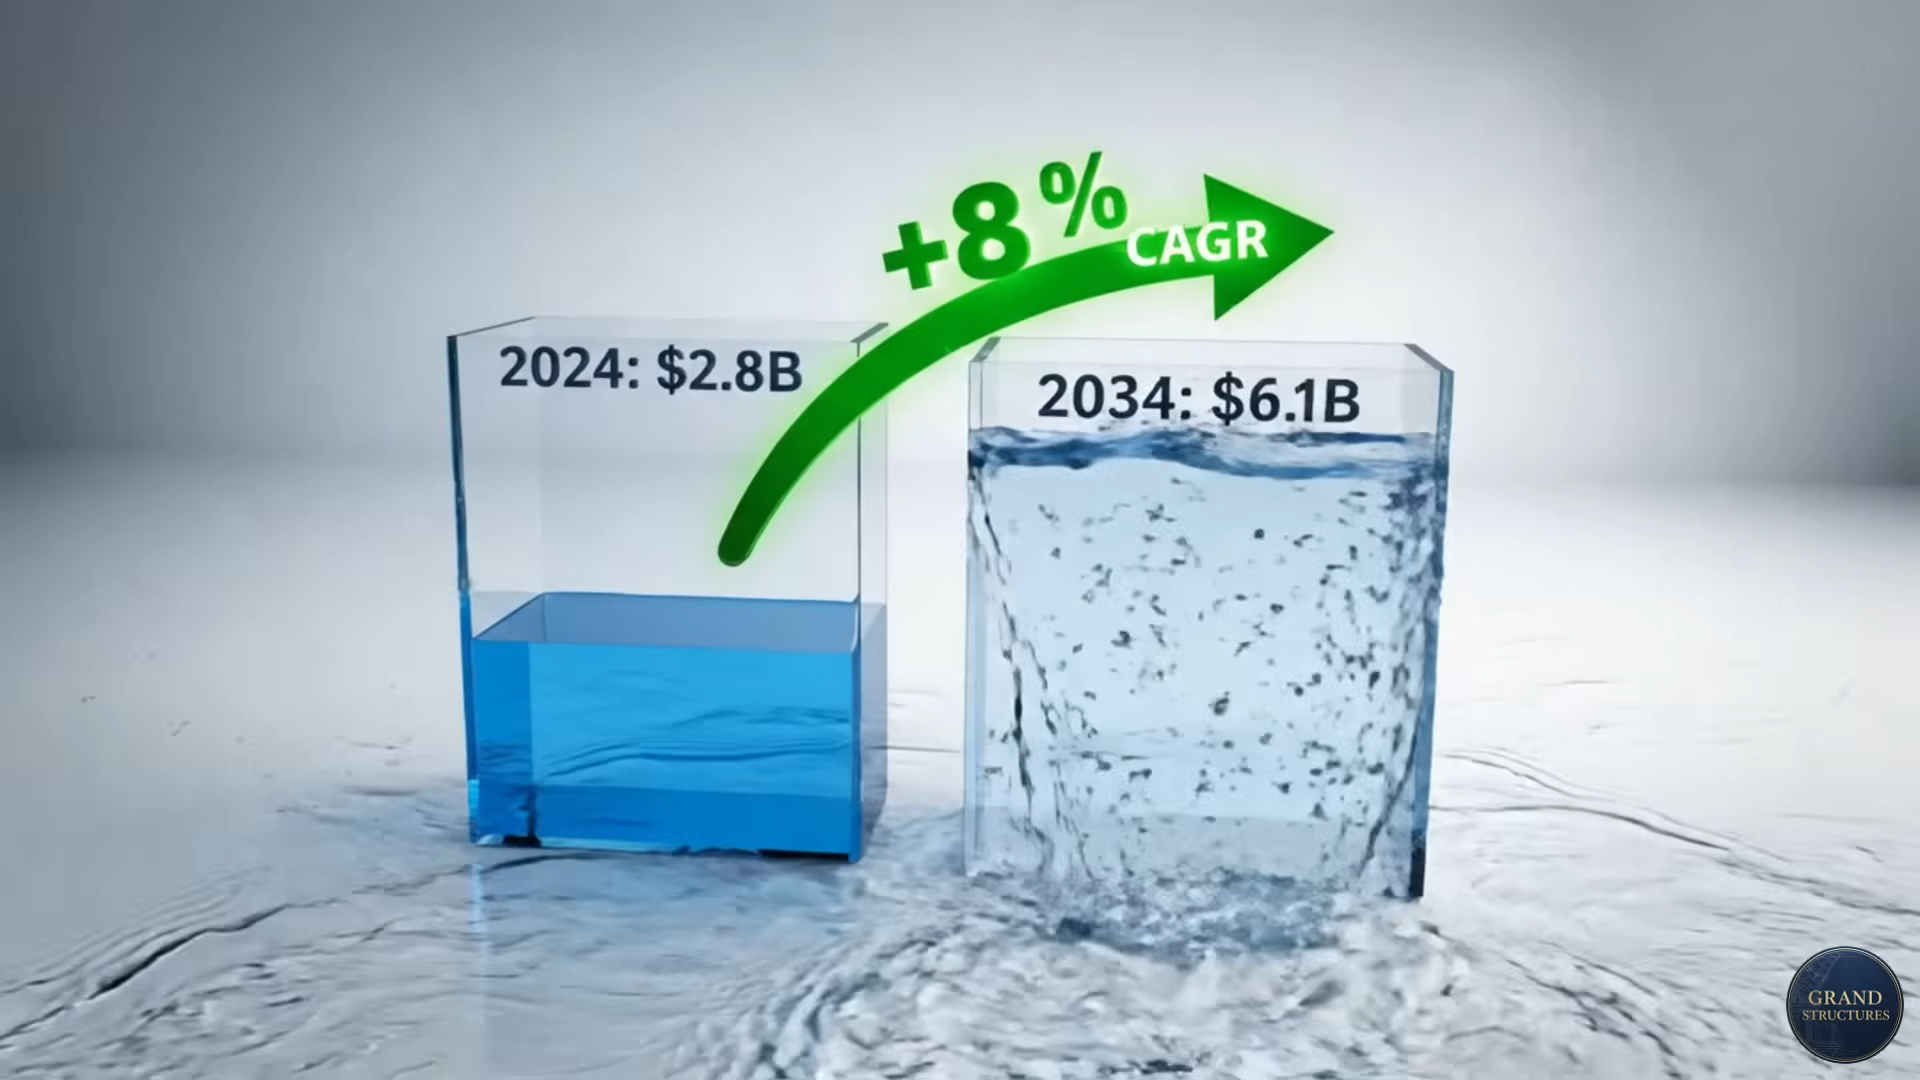 +8%
CAGR
2024: $2.8B
2034: $6.1B
GRAND
STRUCTURES